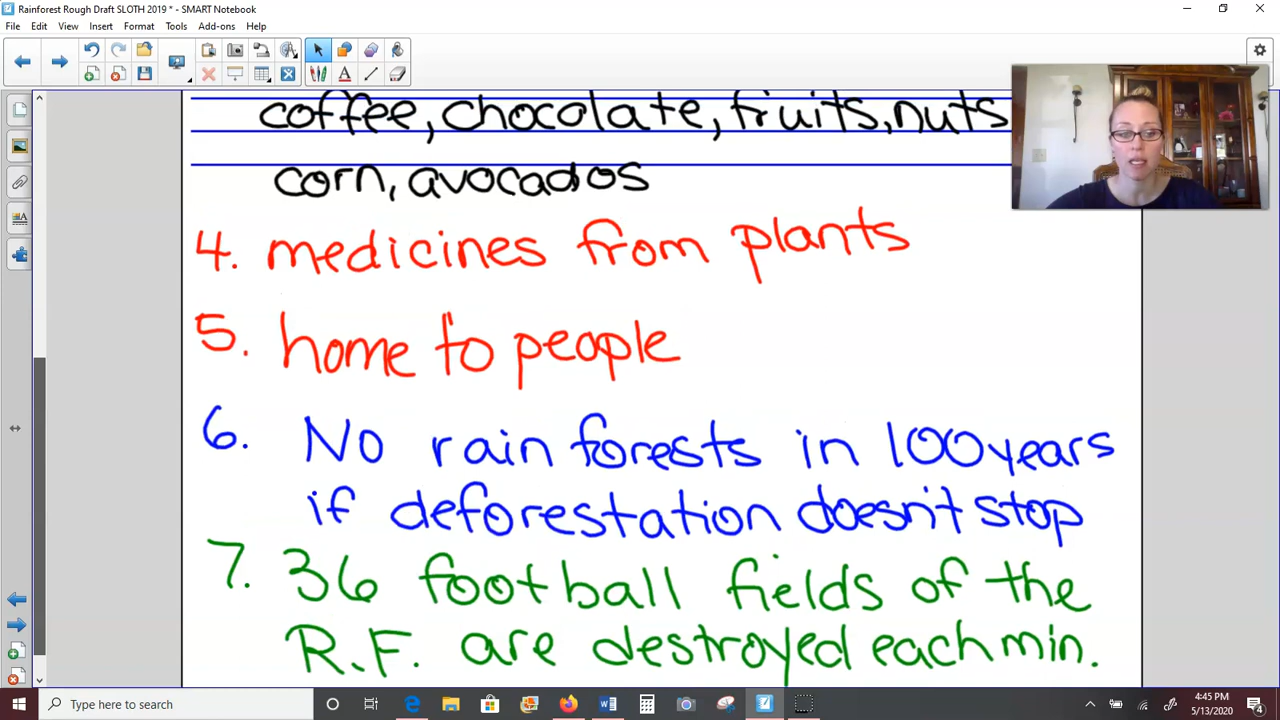 Rainforest Rough Draft SLOTH 2019 * - SMART Notebook
File Edit View Insert Format Tools Add-ons Help
coffee, chocolate, fruits, nuts
corn, avocados
4. medicines from plants
5. home to people
6. No rain forests in 100 years
if deforestation doesn't stop
7. 36 football fields of the
R.F. are destroyed each min.
Type here to search
4:45 PM
5/13/2020